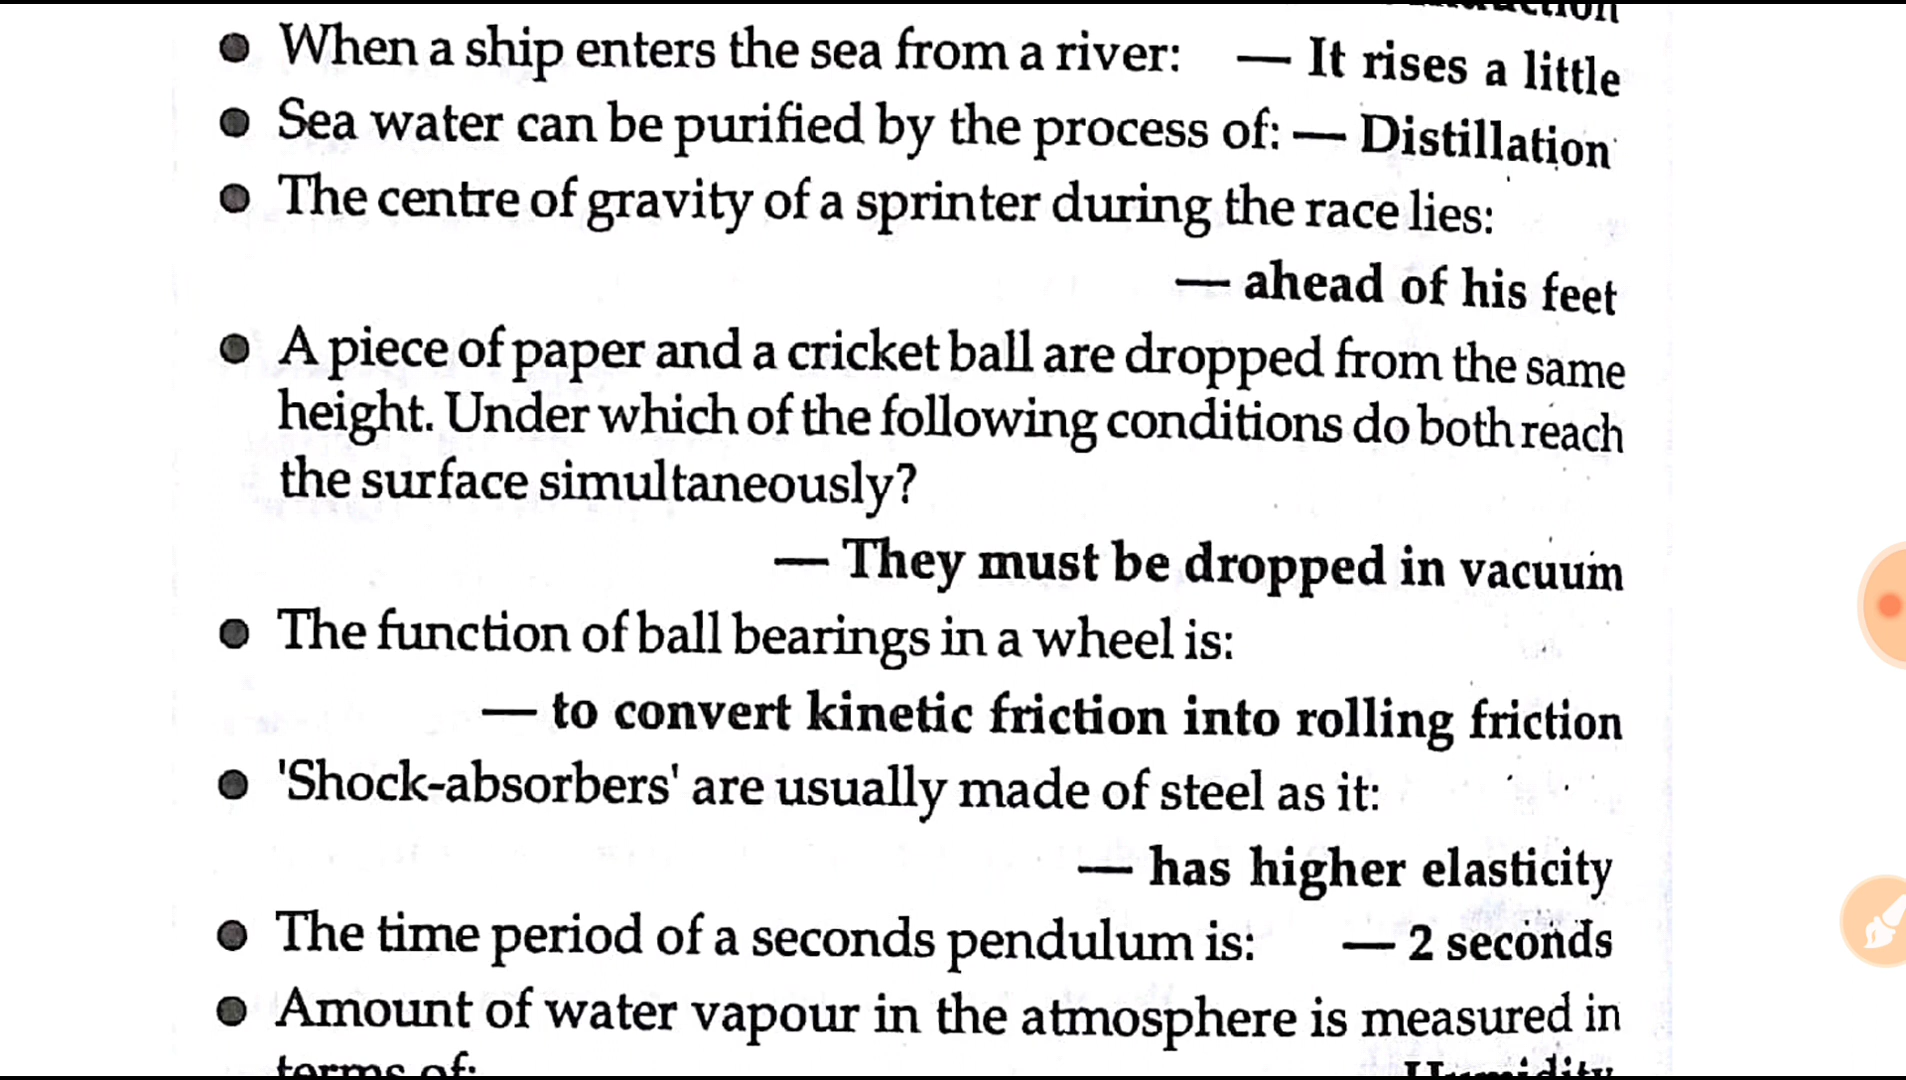 ● When a ship enters the sea from a river: — It rises a little
● Sea water can be purified by the process of: — Distillation
● The centre of gravity of a sprinter during the race lies:
— ahead of his feet
● A piece of paper and a cricket ball are dropped from the same
height. Under which of the following conditions do both reach
the surface simultaneously?
— They must be dropped in vacuum
● The function of ball bearings in a wheel is:
— to convert kinetic friction into rolling friction
● 'Shock-absorbers' are usually made of steel as it:
— has higher elasticity
● The time period of a seconds pendulum is: — 2 seconds
● Amount of water vapour in the atmosphere is measured in
terms of: Humidity